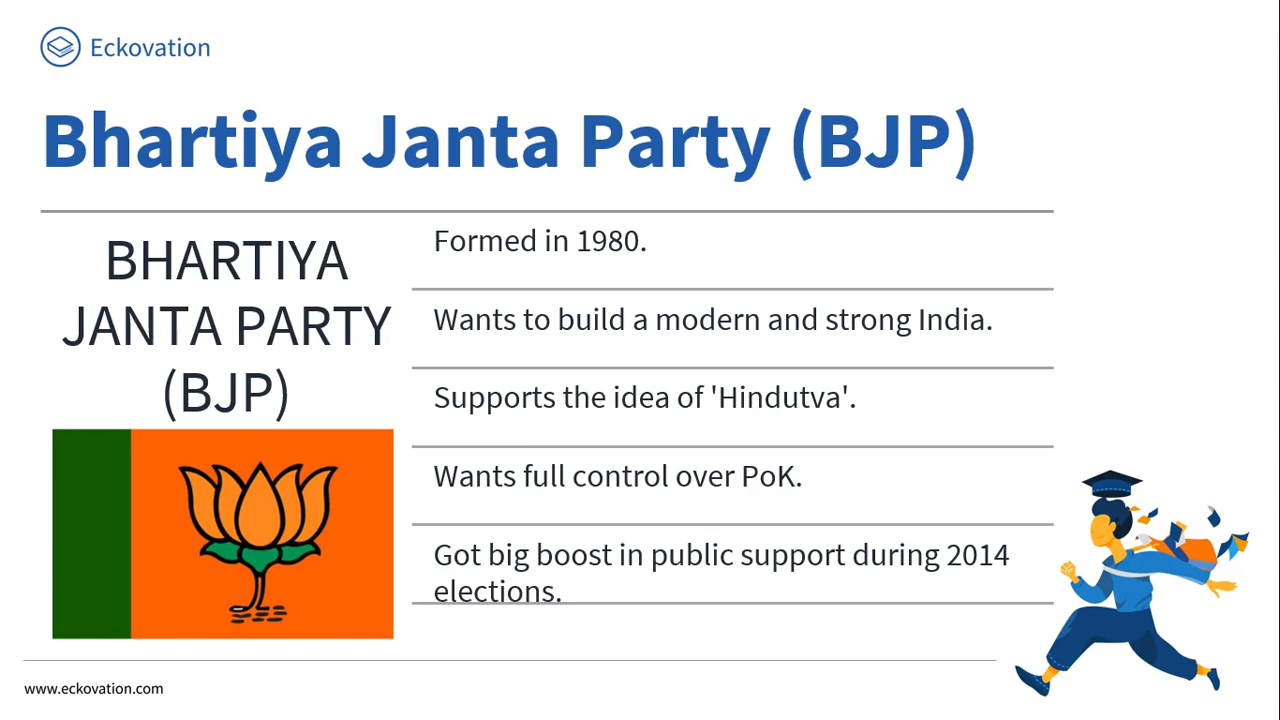 Eckovation
Bhartiya Janta Party (BJP)
BHARTIYA
JANTA PARTY
(BJP)
Formed in 1980.
Wants to build a modern and strong India.
Supports the idea of 'Hindutva'.
Wants full control over PoK.
Got big boost in public support during 2014
elections.
www.eckovation.com